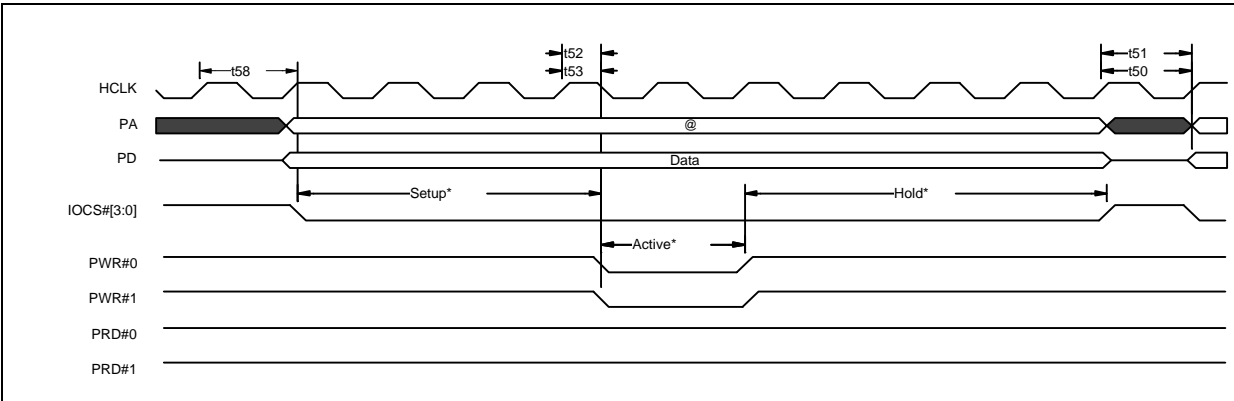 t52
t51
t58
t53
t50
HCLK
PA
@
PD
Data
Setup*
Hold*
IOCS#[3:0]
Active*
PWR#0
PWR#1
PRD#0
PRD#1